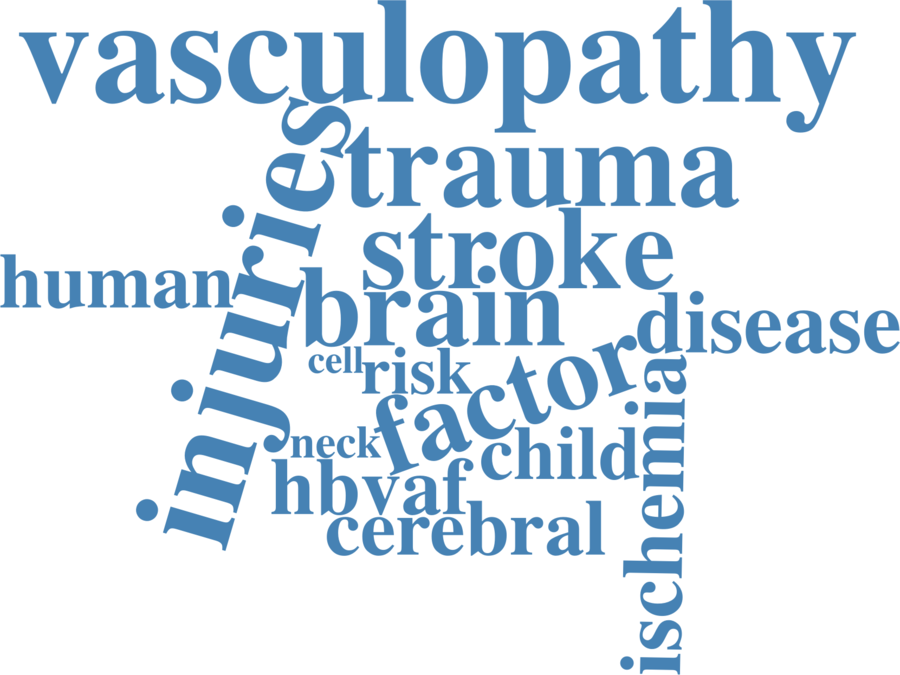 vasculopathy
trauma
injuries
stroke
human
brain
disease
cell
risk
factor
ischemia
neck
child
hbvaf
cerebral